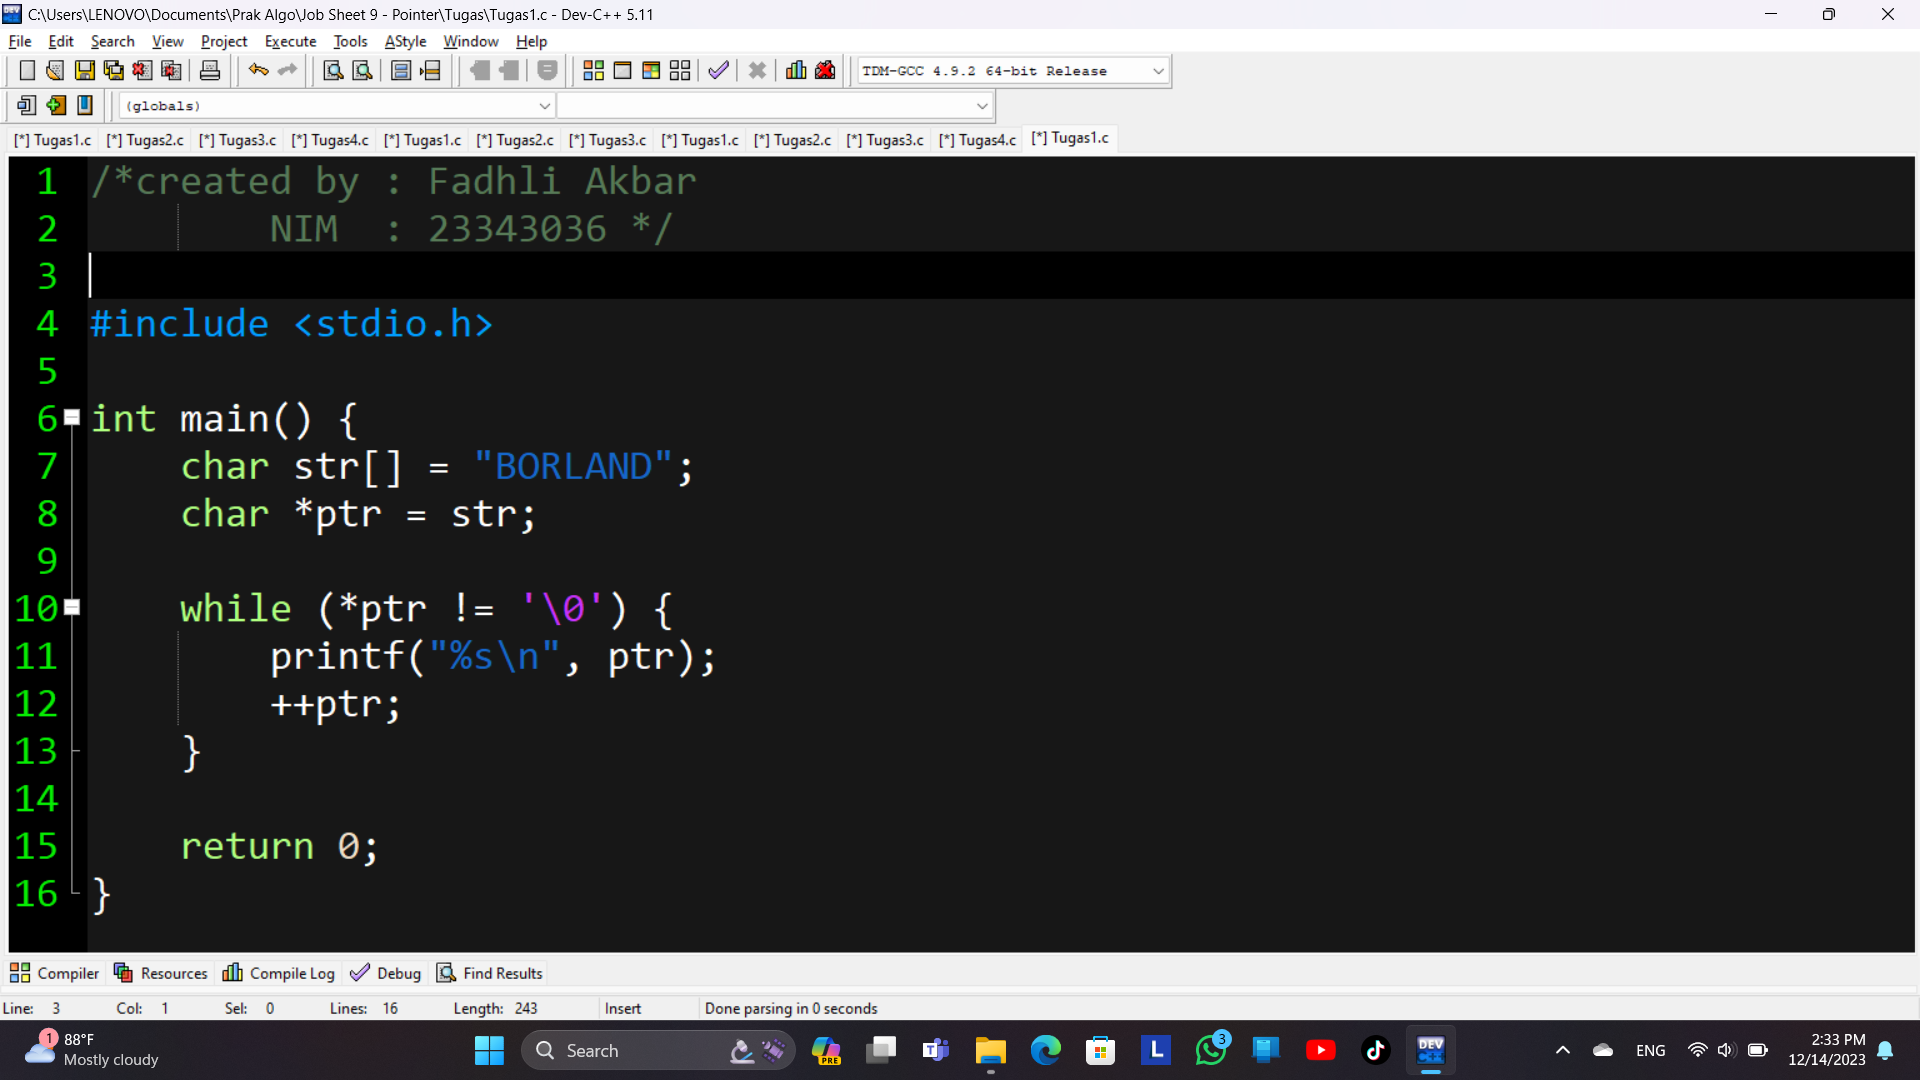 C:\Users\LENOVO\Documents\Prak Algo\Job Sheet 9 - Pointer\Tugas\Tugas1.c - Dev-C++ 5.11
File Edit Search View Project Execute Tools AStyle Window Help
TDM-GCC 4.9.2 64-bit Release
(globals)
[*] Tugas1.c [*] Tugas2.c [*] Tugas3.c [*] Tugas4.c [*] Tugas1.c [*] Tugas2.c [*] Tugas3.c [*] Tugas1.c [*] Tugas2.c [*] Tugas3.c [*] Tugas4.c [*] Tugas1.c
1 /*created by : Fadhli Akbar
2         NIM  : 23343036 */
3
4 #include <stdio.h>
5
6 int main() {
7     char str[] = "BORLAND";
8     char *ptr = str;
9
10     while (*ptr != '\0') {
11         printf("%s\n", ptr);
12         ++ptr;
13     }
14
15     return 0;
16 }
Compiler Resources Compile Log Debug Find Results
Line: 3 Col: 1 Sel: 0 Lines: 16 Length: 243 Insert Done parsing in 0 seconds
1 88°F
Mostly cloudy
Search
PRE
T
L
3
DEV
C++
ENG
2:33 PM
12/14/2023